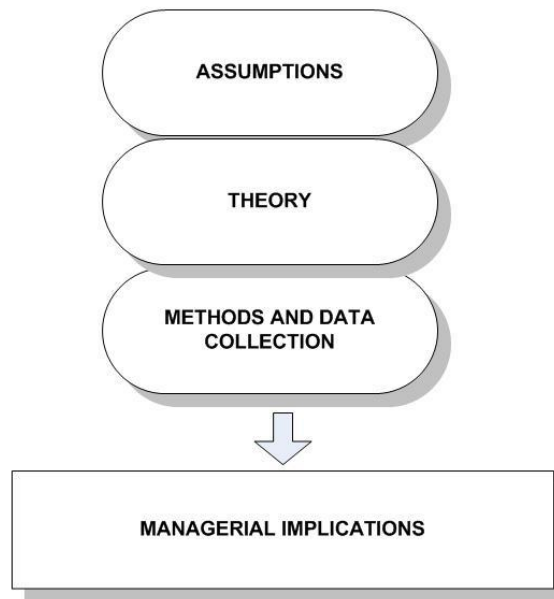 ASSUMPTIONS
THEORY
METHODS AND DATA
COLLECTION
MANAGERIAL IMPLICATIONS